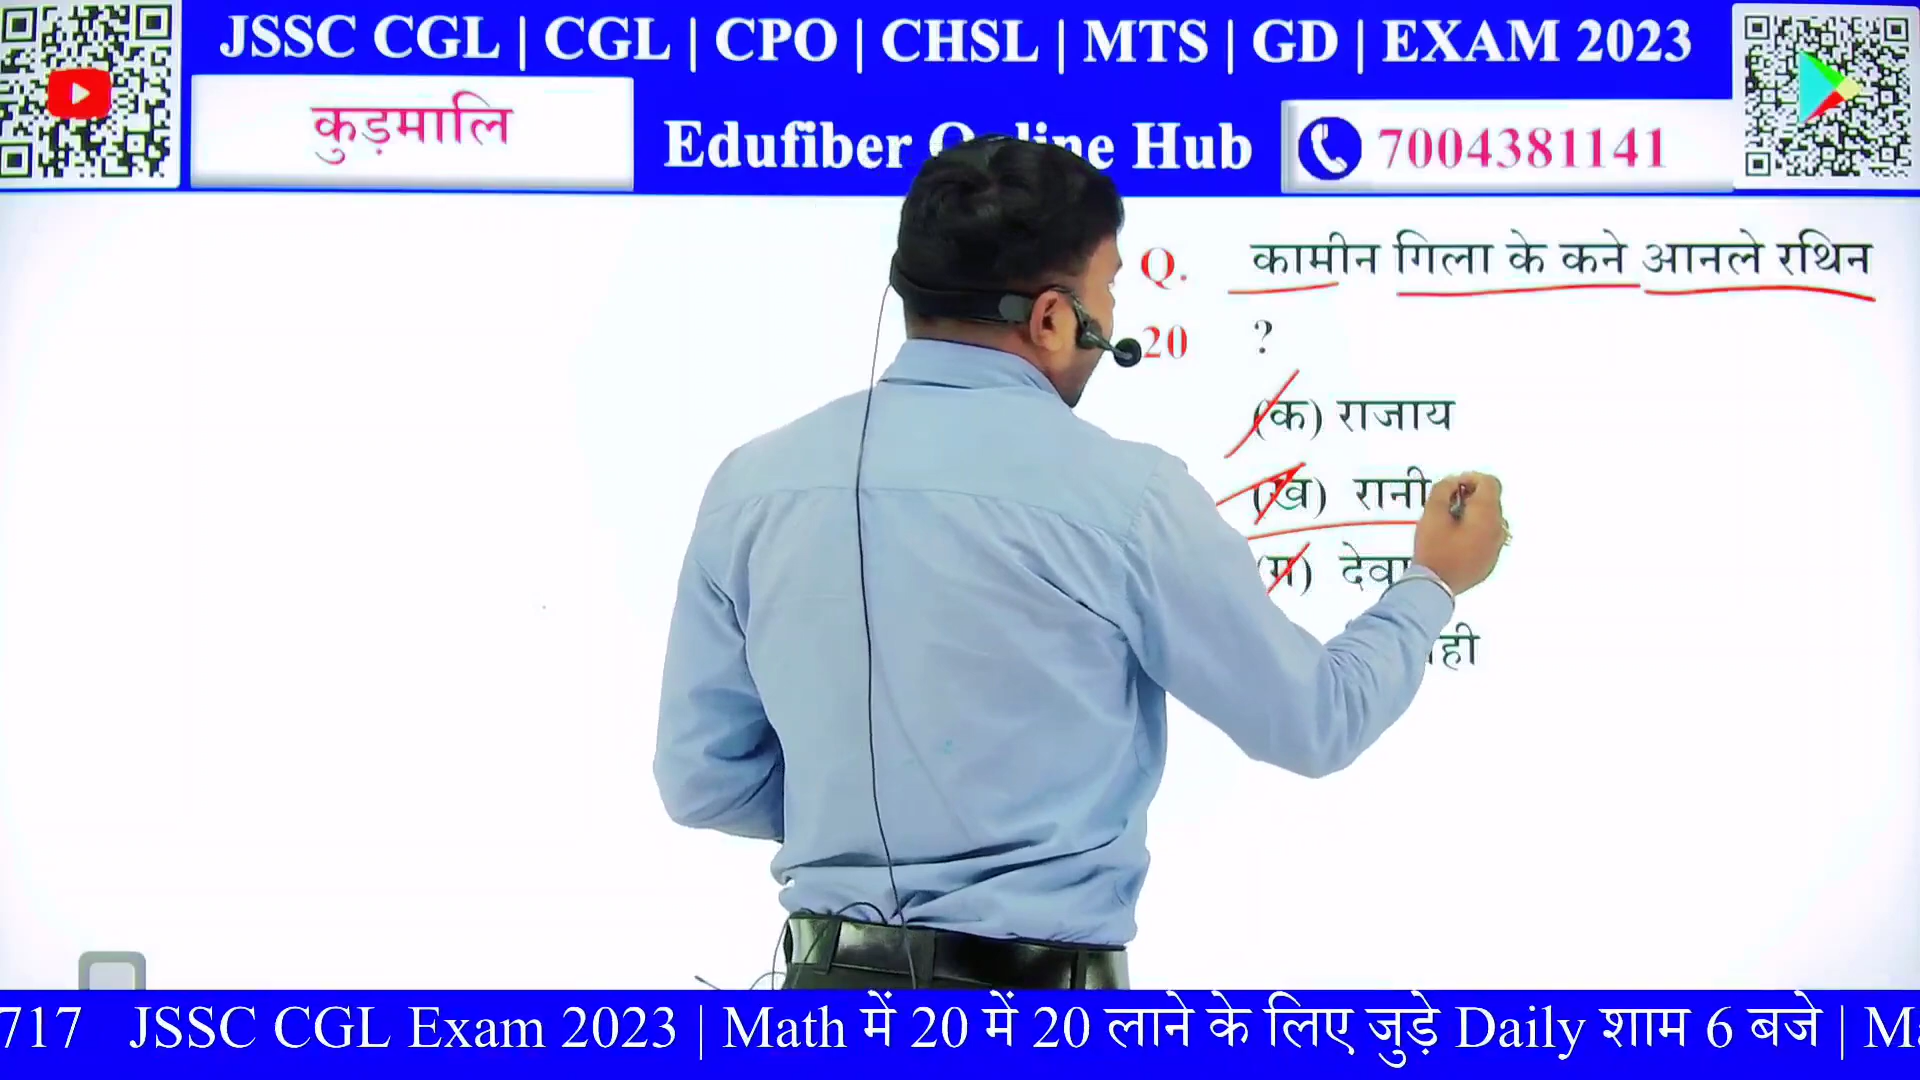 JSSC CGL | CGL | CPO | CHSL | MTS | GD | EXAM 2023
कुड़मालि
Edufiber Hub
7004381141
Q. कामीन गिला के कने आनले रथिन
20 ?
(क) राजाय
(ख) रानी
(ग)
717 JSSC CGL Exam 2023 | Math में 20 में 20 लाने के लिए जुड़े Daily शाम 6 बजे |